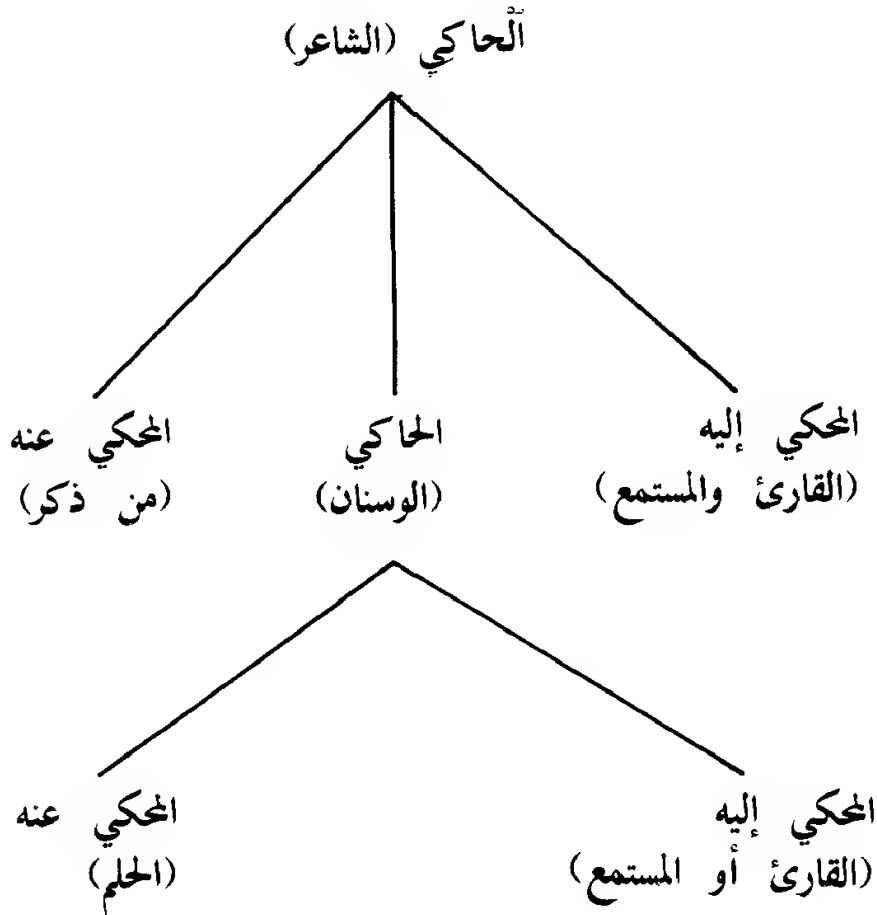 الَّحاكِي (الشاعر)
المحكي إليه
(القارئ والمستمع)
الحاكي
(الوسنان)
المحكي عنه
(من ذكر)
المحكي إليه
(القارئ أو المستمع)
المحكي عنه
(الحلم)